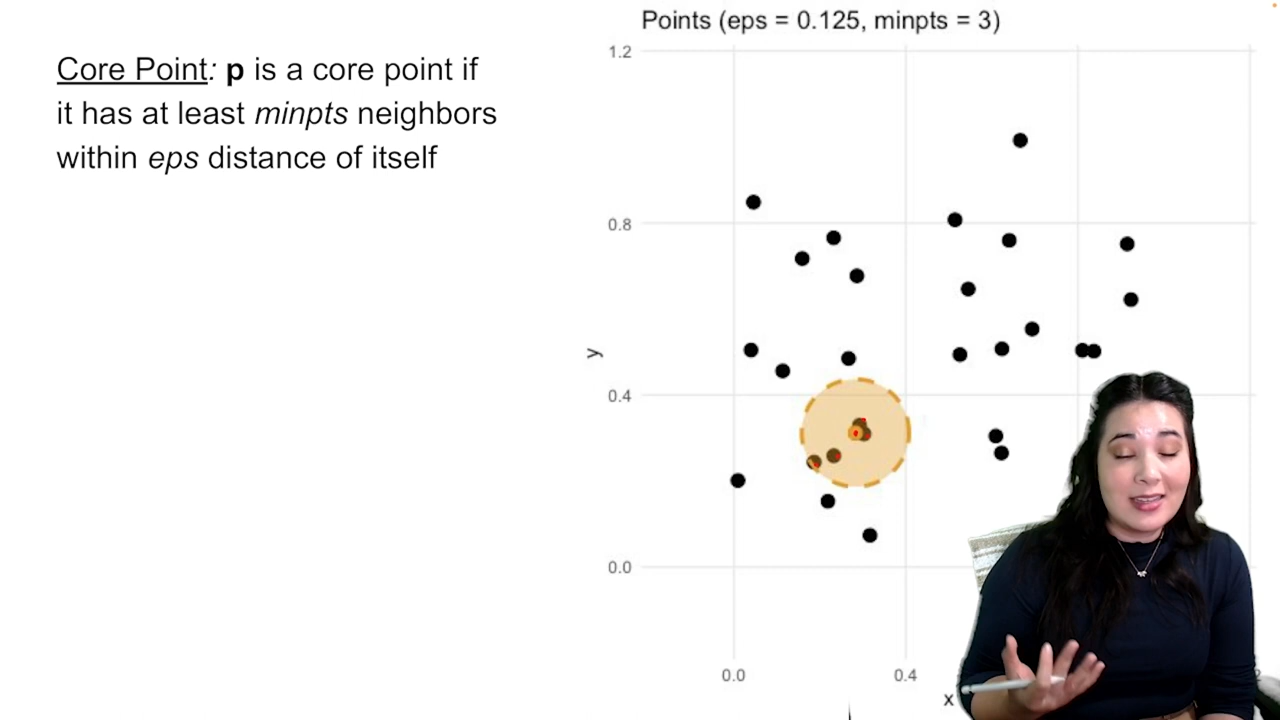 Points (eps = 0.125, minpts = 3)
Core Point: p is a core point if
it has at least minpts neighbors
within eps distance of itself
1.2
0.8
y
0.4
0.0
0.0
0.4
2
x